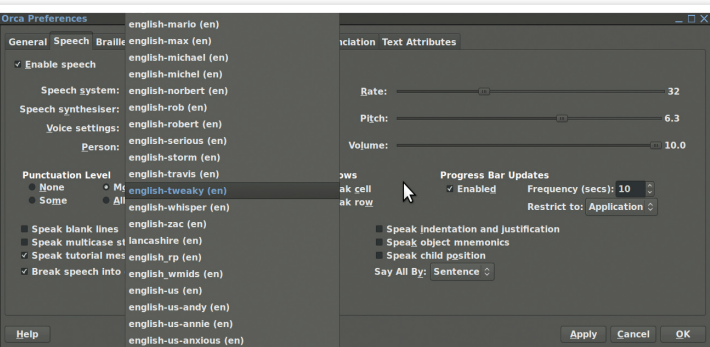 Orca Preferences
General Speech Braille nciation Text Attributes
Enable speech
Speech system:
Speech synthesiser:
Voice settings:
Person:
english-mario (en)
english-max (en)
english-michael (en)
english-michel (en)
english-norbert (en)
english-rob (en)
english-robert (en)
english-serious (en)
english-storm (en)
english-travis (en)
english-tweaky (en)
english-whisper (en)
english-zac (en)
lancashire (en)
english_rp (en)
english_wmids (en)
english-us (en)
english-us-andy (en)
english-us-annie (en)
english-us-anxious (en)
Rate: 32
Pitch: 6.3
Volume: 10.0
Punctuation Level
None
Some
All
ows
ak cell
ak row
Progress Bar Updates
Enabled Frequency (secs): 10
Restrict to: Application
Speak blank lines
Speak multicase st
Speak tutorial mes
Break speech into
Speak indentation and justification
Speak object mnemonics
Speak child position
Say All By: Sentence
Help Apply Cancel OK